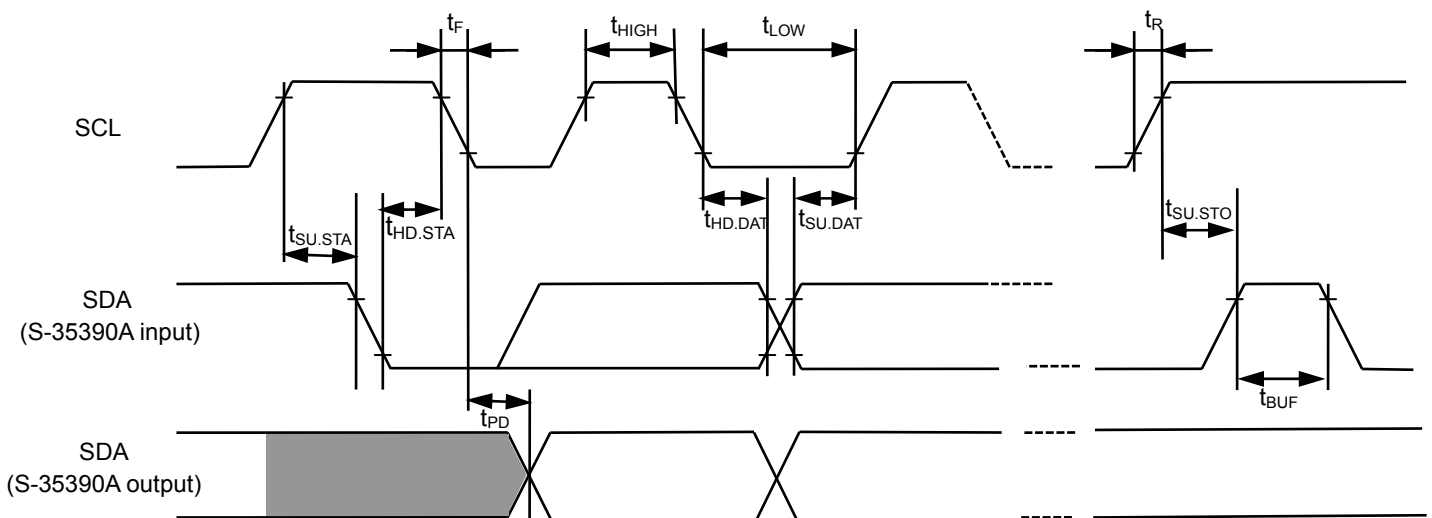 tF
tHIGH
tLOW
tR
SCL
tSU.STA
tHD.STA
tHD.DAT
tSU.DAT
tSU.STO
SDA
(S-35390A input)
tBUF
tPD
SDA
(S-35390A output)